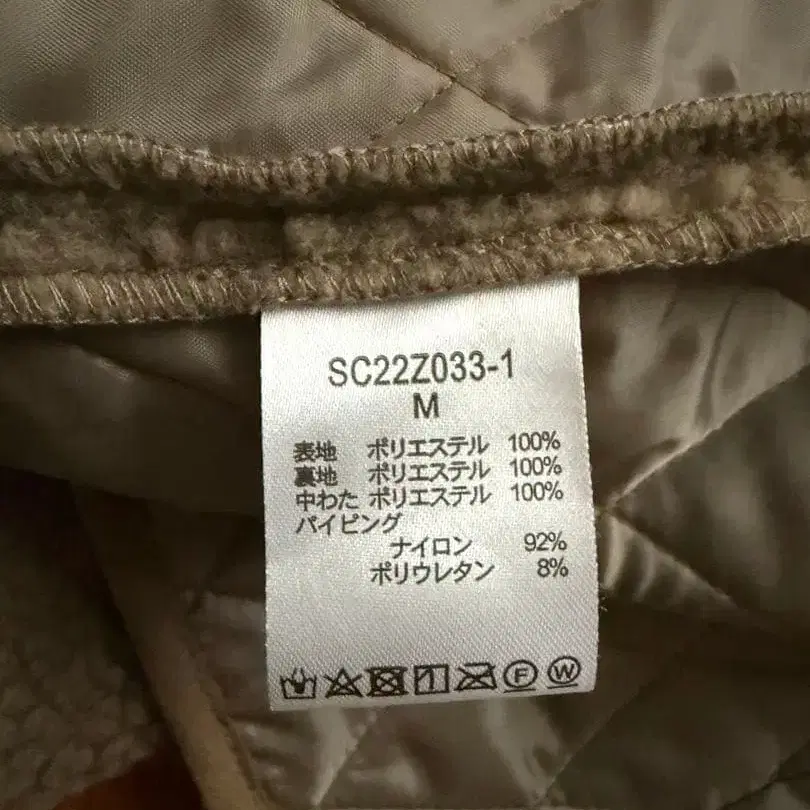 SC22Z033-1
M
表地 ポリエステル 100%
裏地 ポリエステル 100%
中わた ポリエステル 100%
パイピング
ナイロン 92%
ポリウレタン 8%
F W